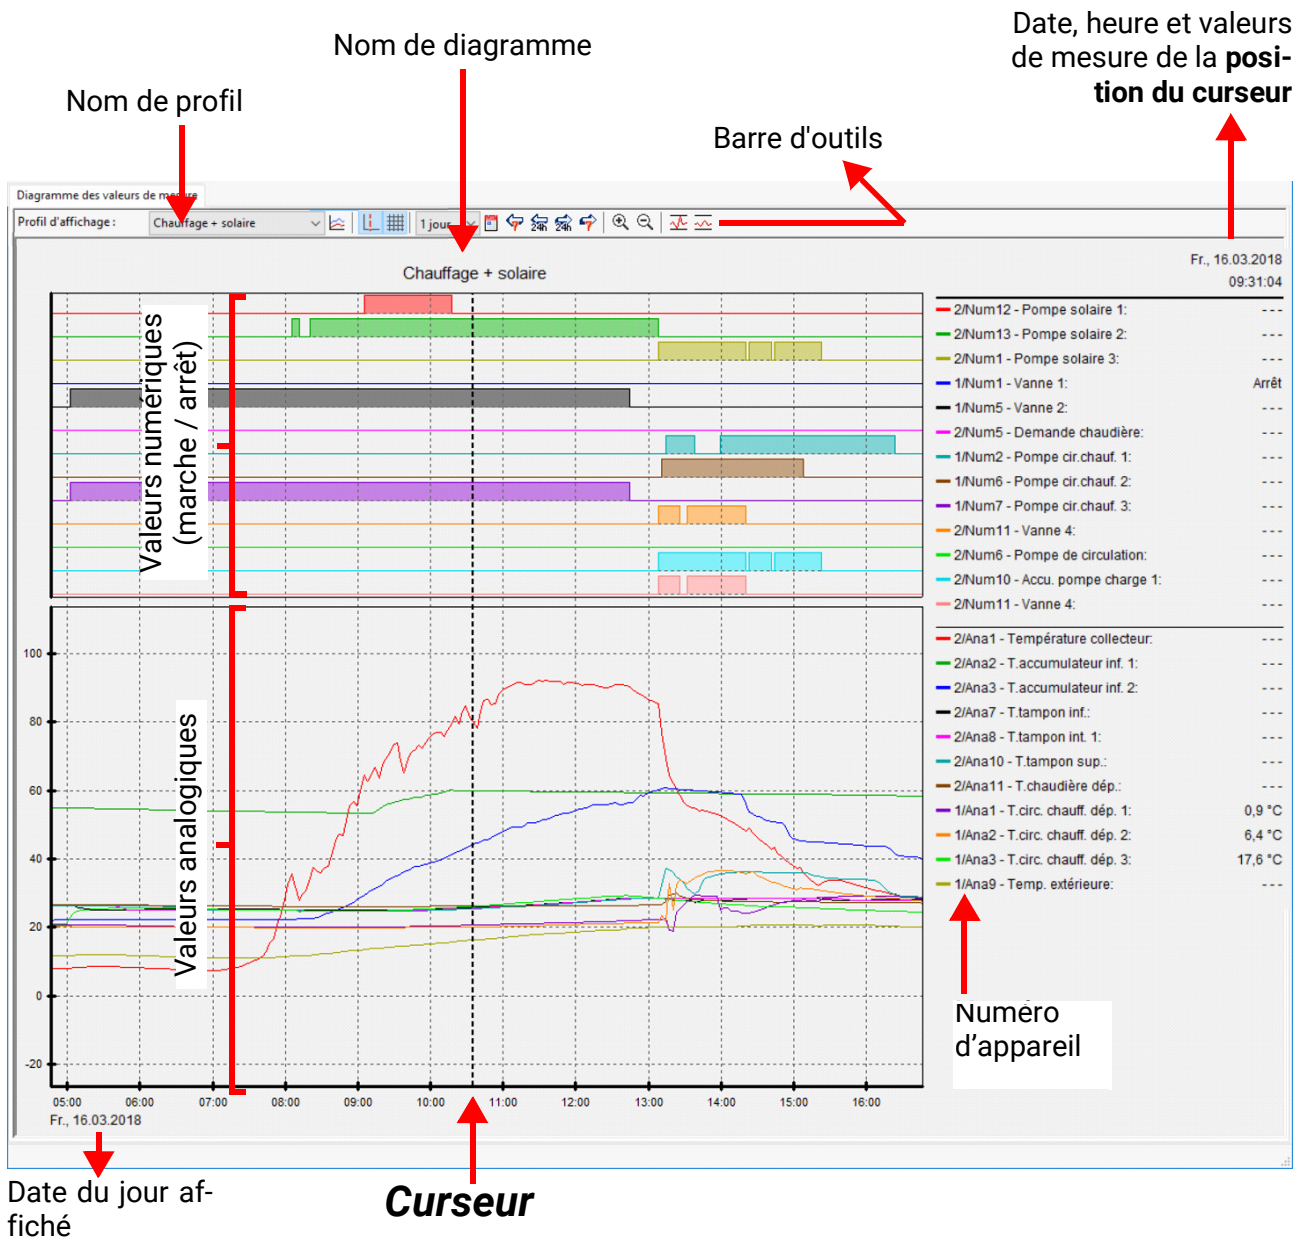 Date, heure et valeurs
de mesure de la posi-
tion du curseur
Nom de diagramme
Nom de profil
Barre d'outils
Diagramme des valeurs de mesure
Profil d'affichage :
Chauffage + solaire
1 jour
24h
24h
Chauffage + solaire
Fr., 16.03.2018
09:31:04
Valeurs numériques
(marche / arrêt)
2/Num12 - Pompe solaire 1: - - -
2/Num13 - Pompe solaire 2: - - -
2/Num1 - Pompe solaire 3: - - -
1/Num1 - Vanne 1: Arrêt
1/Num5 - Vanne 2: - - -
2/Num5 - Demande chaudière: - - -
1/Num2 - Pompe cir.chauf. 1: - - -
1/Num6 - Pompe cir.chauf. 2: - - -
1/Num7 - Pompe cir.chauf. 3: - - -
2/Num11 - Vanne 4: - - -
2/Num6 - Pompe de circulation: - - -
2/Num10 - Accu. pompe charge 1: - - -
2/Num11 - Vanne 4: - - -
Valeurs analogiques
2/Ana1 - Température collecteur: - - -
2/Ana2 - T.accumulateur inf. 1: - - -
2/Ana3 - T.accumulateur inf. 2: - - -
2/Ana7 - T.tampon inf.: - - -
2/Ana8 - T.tampon int. 1: - - -
2/Ana10 - T.tampon sup.: - - -
2/Ana11 - T.chaudière dép.: - - -
1/Ana1 - T.circ. chauff. dép. 1: 0,9 °C
1/Ana2 - T.circ. chauff. dép. 2: 6,4 °C
1/Ana3 - T.circ. chauff. dép. 3: 17,6 °C
1/Ana9 - Temp. extérieure: - - -
100
80
60
40
20
0
-20
05:00 06:00 07:00 08:00 09:00 10:00 11:00 12:00 13:00 14:00 15:00 16:00
Fr., 16.03.2018
Numéro
d’appareil
Date du jour af-
fiché
Curseur